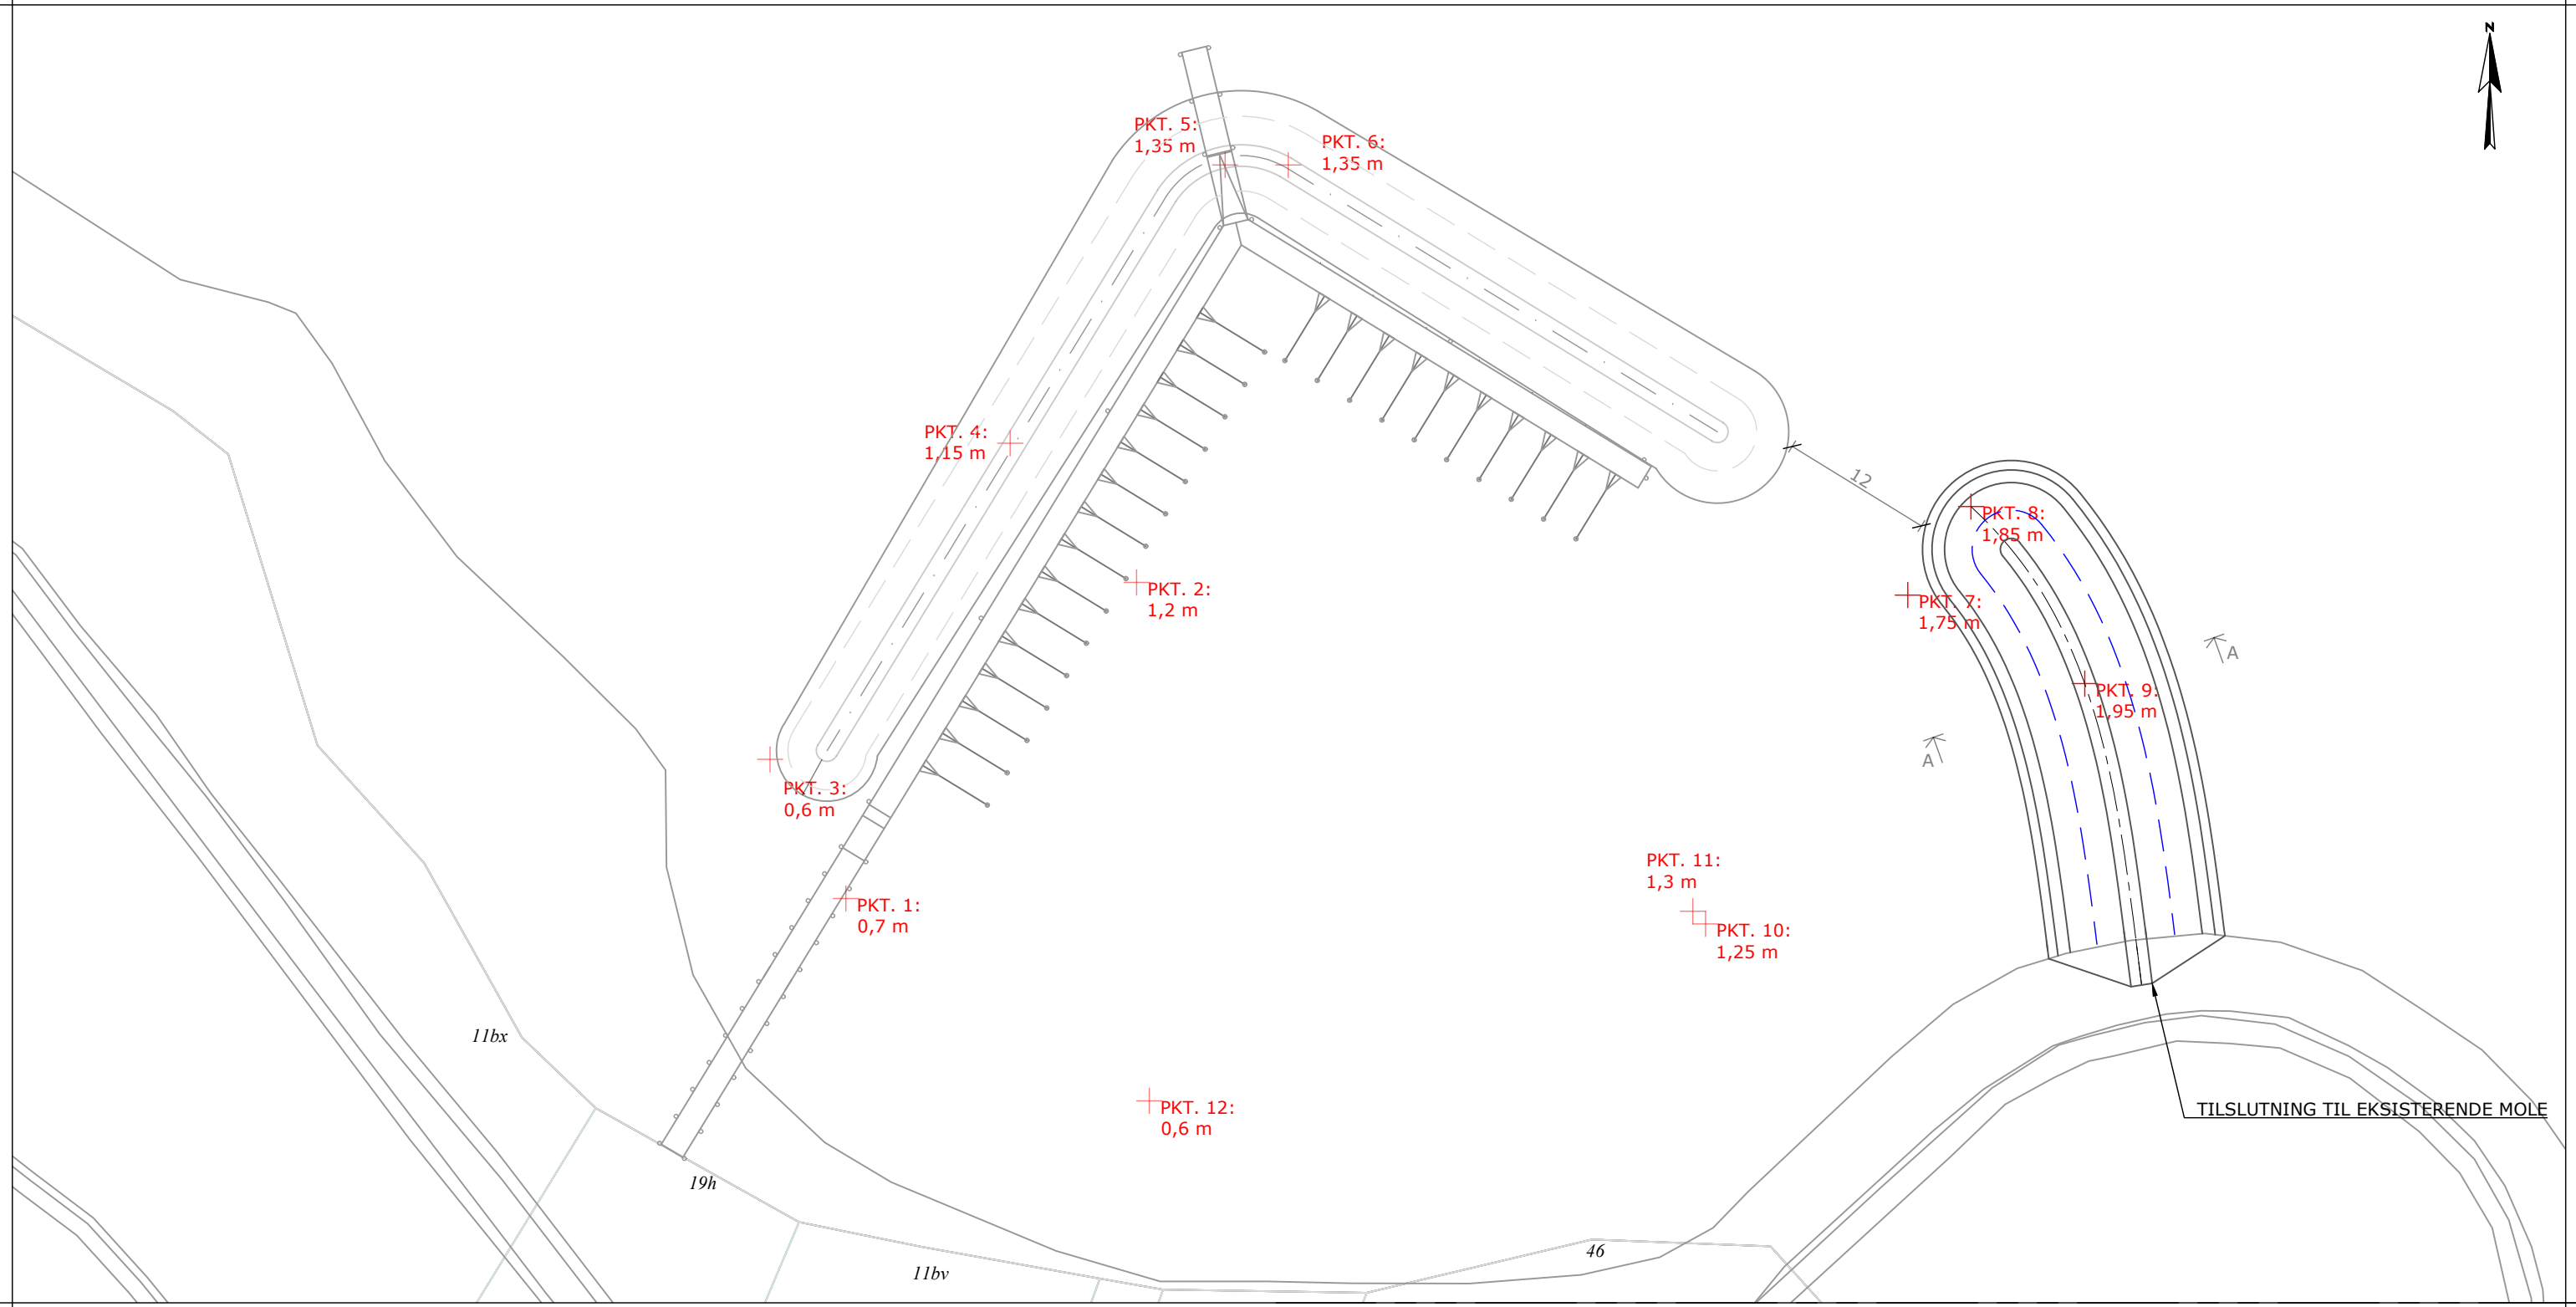 N
PKT. 5:
1,35 m
PKT. 6:
1,35 m
PKT. 4:
1,15 m
12
PKT. 8:
1,85 m
PKT. 2:
1,2 m
PKT. 7:
1,75 m
A
PKT. 9:
1,95 m
A
PKT. 3:
0,6 m
PKT. 11:
1,3 m
PKT. 1:
0,7 m
PKT. 10:
1,25 m
11bx
PKT. 12:
0,6 m
TILSLUTNING TIL EKSISTERENDE MOLE
19h
46
11bv